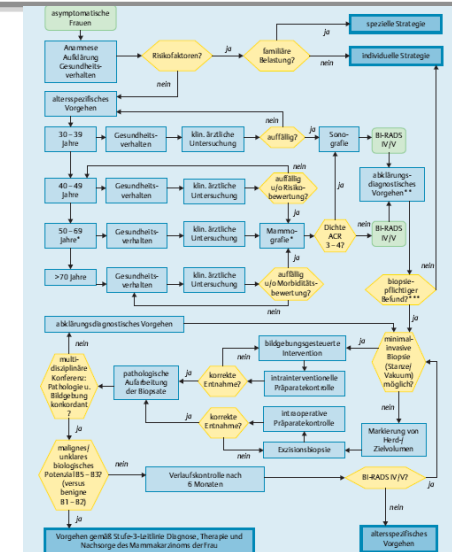 asymptomatische
Frauen
spezielle Strategie
Anamnese
Aufklärung
Gesundheits-
verhalten
Risikofaktoren?
ja
familiäre
Belastung?
ja
individuelle Strategie
nein
nein
altersspezifisches
Vorgehen
nein
30–39
Jahre
Gesundheits-
verhalten
klin. ärztliche
Untersuchung
auffällig?
ja
Sono-
grafie
BI-RADS
IV/V
nein
40–49
Jahre
Gesundheits-
verhalten
klin. ärztliche
Untersuchung
auffällig
u/o Risiko-
bewertung?
ja
abklärungs-
diagnostisches
Vorgehen**
ja
50–69
Jahre*
Gesundheits-
verhalten
klin. ärztliche
Untersuchung
Mammo-
grafie*
Dichte
ACR
3–4?
nein
BI-RADS
IV/V
ja
nein
>70 Jahre
Gesundheits-
verhalten
klin. ärztliche
Untersuchung
auffällig
u/o Morbiditäts-
bewertung?
nein
biopsie-
pflichtiger
Befund?***
ja
abklärungsdiagnostisches Vorgehen
nein
multi-
disziplinäre
Konferenz:
Pathologie u.
Bildgebung
konkordant
?
ja
pathologische
Aufarbeitung
der Biopsate
ja
korrekte
Entnahme?
nein
bildgebungsgesteuerte
Intervention
intrainterventionelle
Präparatekontrolle
ja
minimal-
invasive
Biopsie
(Stanze/
Vakuum)
möglich?
nein
ja
korrekte
Entnahme?
nein
intraoperative
Präparatekontrolle
Exzisionsbiopsie
Markierung von
Herd-/
Zielvolumen
malignes/
unklares
biologisches
Potenzial B5–B3?
(versus
benigne
B1–B2)
nein
Verlaufskontrolle nach
6 Monaten
BI-RADS IV/V?
ja
nein
ja
Vorgehen gemäß Stufe-3-Leitlinie Diagnose, Therapie und
Nachsorge des Mammakarzinoms der Frau
altersspezifisches
Vorgehen